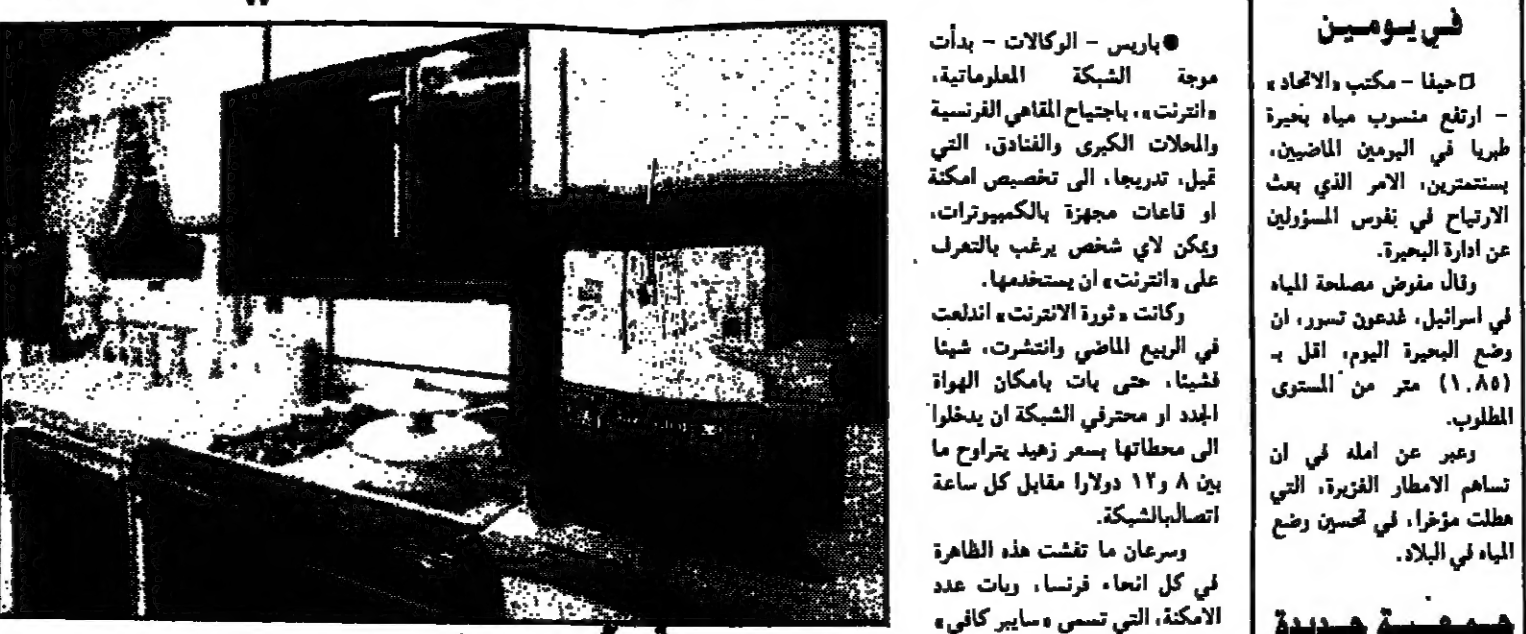 في يومين
حيفا – مكتب «الاتحاد»
– ارتفع منسوب مياه بحيرة
طبريا في اليومين الماضيين،
بسنتمترين، الامر الذي بعث
الارتياح في نفوس المسؤولين
عن ادارة البحيرة.
وقال مفوض مصلحة المياه
في اسرائيل، غدعون تسور، ان
وضع البحيرة اليوم، اقل بـ
(١.٨٥) متر من المستوى
المطلوب.
وعبر عن امله في ان
تساهم الامطار الغزيرة، التي
هطلت مؤخرا، في تحسين وضع
المياه في البلاد.
جديدة
● باريس – الوكالات – بدأت
موجة الشبكة المعلوماتية،
«انترنت»، باجتياح المقاهي الفرنسية
والمحلات الكبرى والفنادق، التي
تميل، تدريجا، الى تخصيص امكنة
او قاعات مجهزة بالكمبيوترات،
ويمكن لاي شخص يرغب بالتعرف
على «انترنت» ان يستخدمها.
وكانت «ثورة الانترنت» اندلعت
في الربيع الماضي وانتشرت، شيئا
فشيئا، حتى بات بامكان الهواة
الجدد او محترفي الشبكة ان يدخلوا
الى محطاتها بسعر زهيد يتراوح ما
بين ٨ و١٢ دولارا مقابل كل ساعة
اتصالبالشبكة.
وسرعان ما تفشت هذه الظاهرة
في كل انحاء فرنسا، وبات عدد
الامكنة، التي تسمى «سايبر كافي»